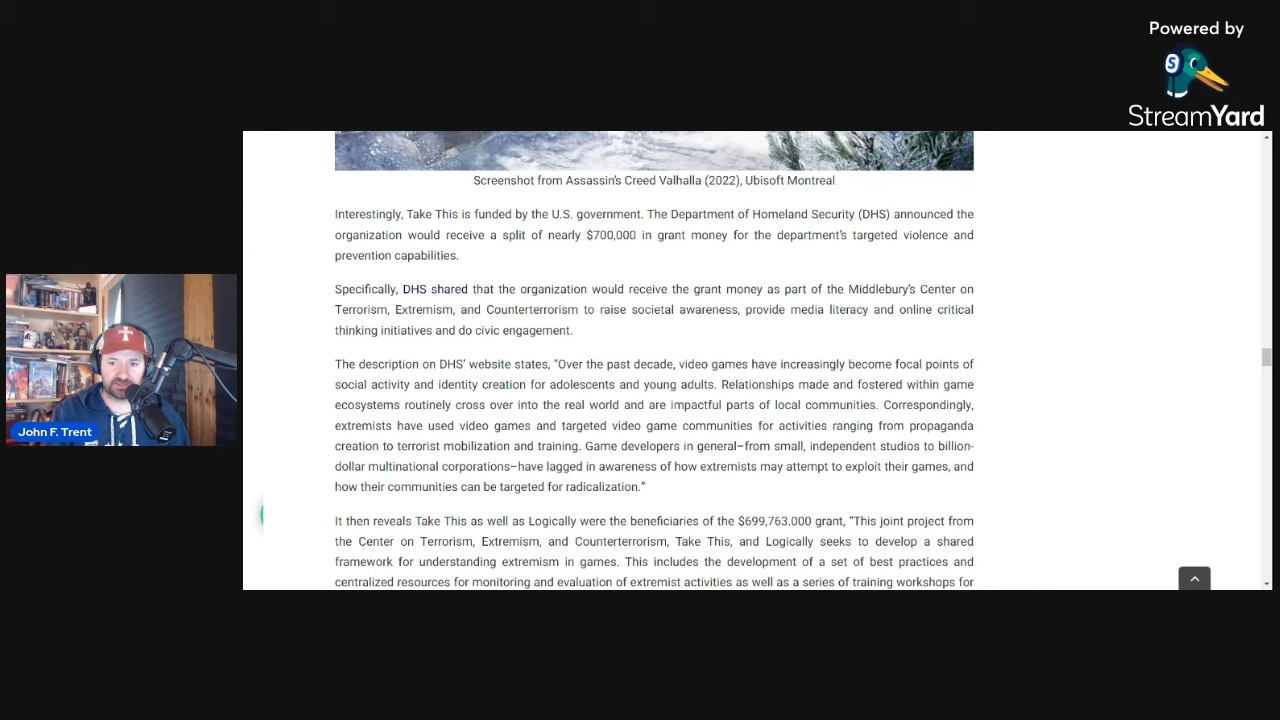 Powered by
S
StreamYard
Screenshot from Assassin's Creed Valhalla (2022), Ubisoft Montreal
Interestingly, Take This is funded by the U.S. government. The Department of Homeland Security (DHS) announced the
organization would receive a split of nearly $700,000 in grant money for the department's targeted violence and
prevention capabilities.
Specifically, DHS shared that the organization would receive the grant money as part of the Middlebury's Center on
Terrorism, Extremism, and Counterterrorism to raise societal awareness, provide media literacy and online critical
thinking initiatives and do civic engagement.
The description on DHS' website states, “Over the past decade, video games have increasingly become focal points of
social activity and identity creation for adolescents and young adults. Relationships made and fostered within game
ecosystems routinely cross over into the real world and are impactful parts of local communities. Correspondingly,
extremists have used video games and targeted video game communities for activities ranging from propaganda
creation to terrorist mobilization and training. Game developers in general–from small, independent studios to billion-
dollar multinational corporations–have lagged in awareness of how extremists may attempt to exploit their games, and
how their communities can be targeted for radicalization.”
It then reveals Take This as well as Logically were the beneficiaries of the $699,763.000 grant, “This joint project from
the Center on Terrorism, Extremism, and Counterterrorism, Take This, and Logically seeks to develop a shared
framework for understanding extremism in games. This includes the development of a set of best practices and
centralized resources for monitoring and evaluation of extremist activities as well as a series of training workshops for
John F. Trent